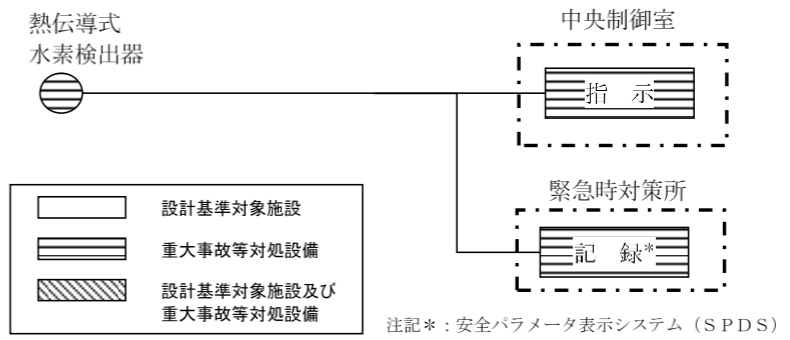 熱伝導式
水素検出器
中央制御室
指　示
緊急時対策所
記　録*
設計基準対象施設
重大事故等対処設備
設計基準対象施設及び
重大事故等対処設備
注記＊：安全パラメータ表示システム（ＳＰＤＳ）